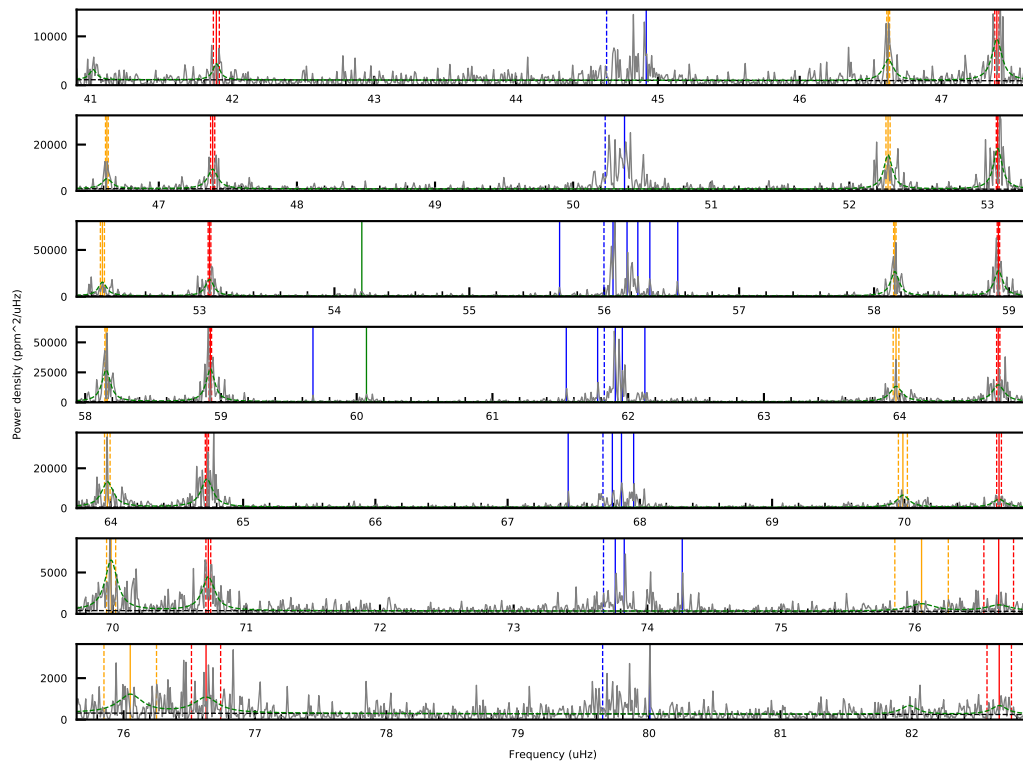 10000
0
41 42 43 44 45 46 47
20000
0
47 48 49 50 51 52 53
50000
0
53 54 55 56 57 58 59
50000
25000
0
58 59 60 61 62 63 64
20000
0
64 65 66 67 68 69 70
5000
0
70 71 72 73 74 75 76
2000
0
76 77 78 79 80 81 82
Power density (ppm^2/uHz)
Frequency (uHz)